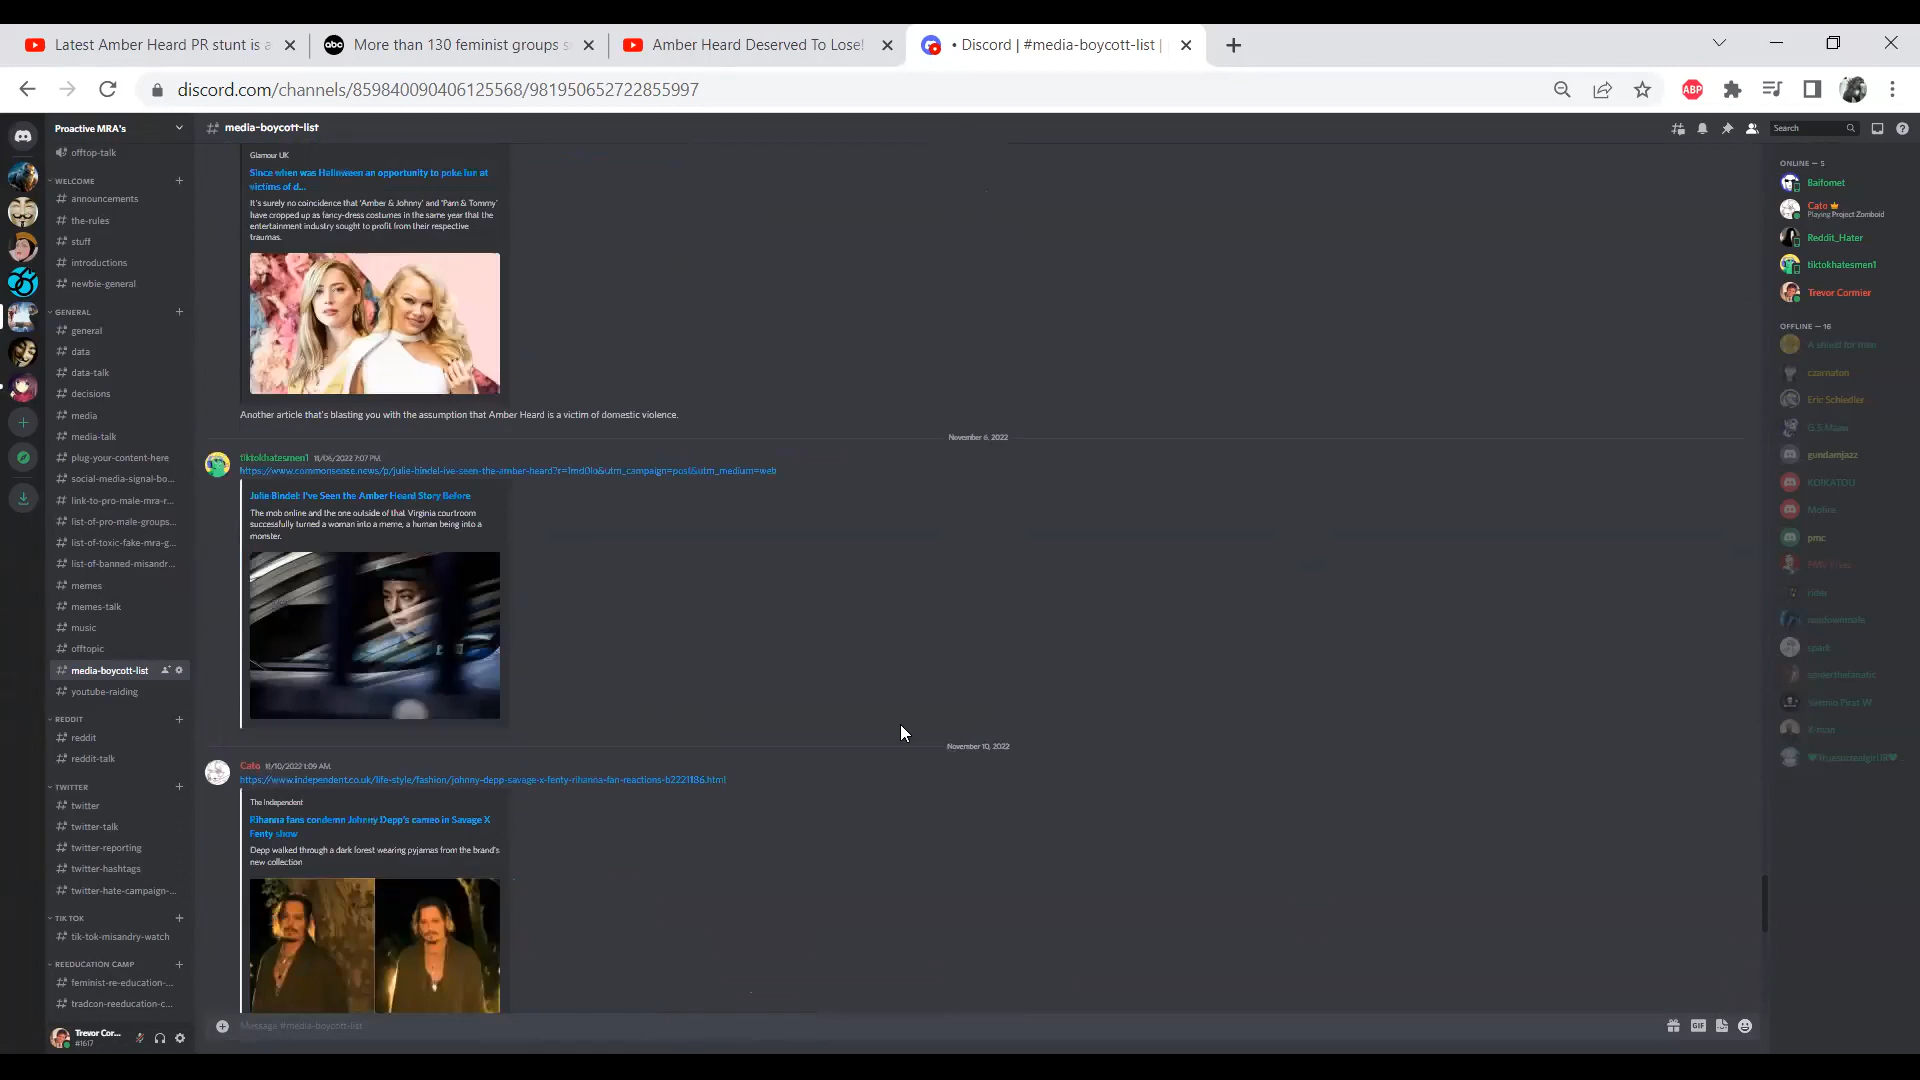 Latest Amber Heard PR stunt is a
More than 130 feminist groups s
Amber Heard Deserved To Lose!
• Discord | #media-boycott-list |
discord.com/channels/859840090406125568/981950652722855997
ABP
Proactive MRA's
media-boycott-list
Search
offtop-talk
WELCOME
announcements
the-rules
stuff
introductions
newbie-general
GENERAL
general
data
data-talk
decisions
media
media-talk
plug-your-content-here
social-media-signal-bo...
link-to-pro-male-mra-r...
list-of-pro-male-groups...
list-of-toxic-fake-mra-g...
list-of-banned-misandr...
memes
memes-talk
music
offtopic
media-boycott-list
youtube-raiding
REDDIT
reddit
reddit-talk
TWITTER
twitter
twitter-talk
twitter-reporting
twitter-hashtags
twitter-hate-campaign-...
TIK TOK
tik-tok-misandry-watch
REEDUCATION CAMP
feminist-re-education-...
tradcon-reeducation-c...
Trevor Cor...
#1617
Glamour UK
Since when was Halloween an opportunity to poke fun at
victims of d...
It's surely no coincidence that 'Amber & Johnny' and 'Pam & Tommy'
have cropped up as fancy-dress costumes in the same year that the
entertainment industry sought to profit from their respective
traumas.
Another article that's blasting you with the assumption that Amber Heard is a victim of domestic violence.
November 6, 2022
tiktokhatesmen1 11/06/2022 7:07 PM
https://www.commonsense.news/p/julie-bindel-ive-seen-the-amber-heard?r=1md0lo&utm_campaign=post&utm_medium=web
Julie Bindel: I've Seen the Amber Heard Story Before
The mob online and the one outside of that Virginia courtroom
successfully turned a woman into a meme, a human being into a
monster.
November 10, 2022
Cato 11/10/2022 1:09 AM
https://www.independent.co.uk/life-style/fashion/johnny-depp-savage-x-fenty-rihanna-fan-reactions-b2221186.html
The Independent
Rihanna fans condemn Johnny Depp's cameo in Savage X
Fenty show
Depp walked through a dark forest wearing pyjamas from the brand's
new collection
Message #media-boycott-list
GIF
ONLINE — 5
Baifomet
Cato
Playing Project Zomboid
Reddit_Hater
tiktokhatesmen1
Trevor Cormier
OFFLINE — 16
A shield for men
czarnaton
Eric Schiedler
gundamjazz
KOIKATOU
Mofice
pmc
spark
spiderthefanatic
X-man